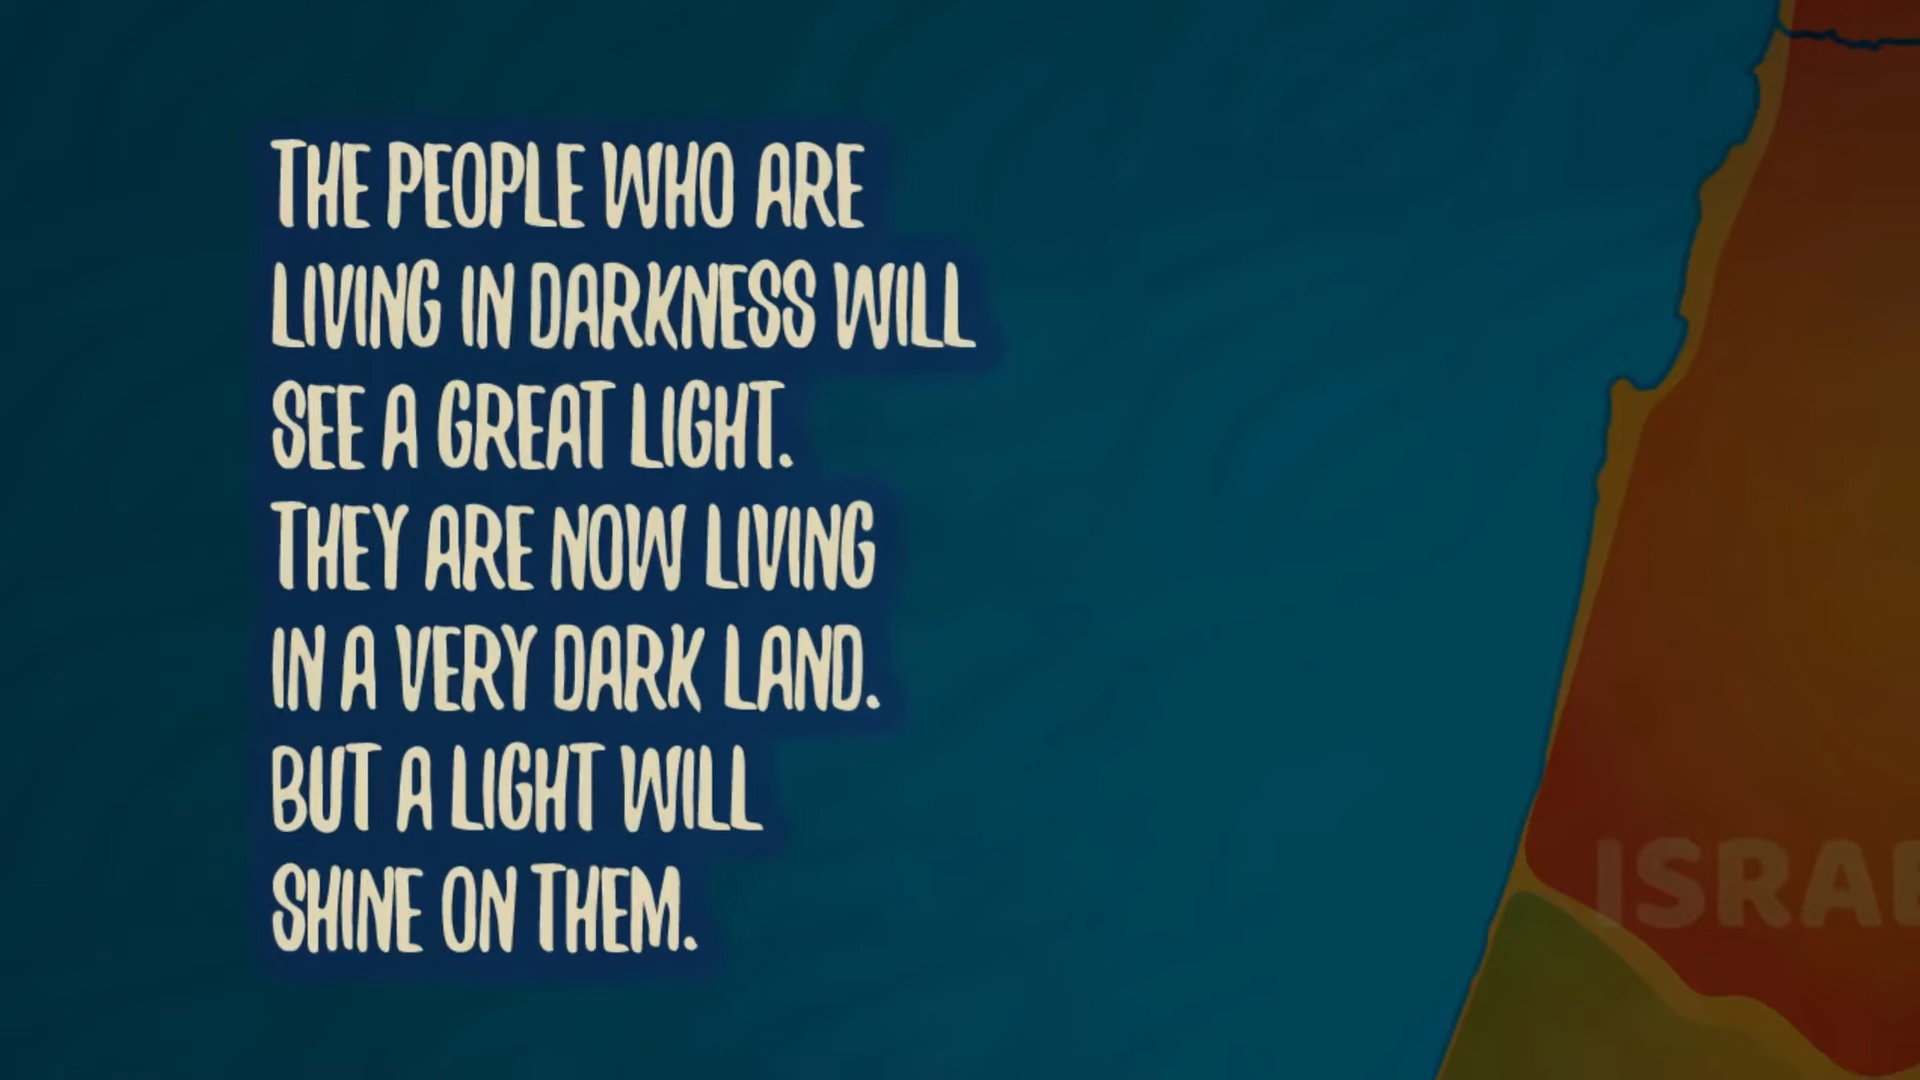 THE PEOPLE WHO ARE
LIVING IN DARKNESS WILL
SEE A GREAT LIGHT.
THEY ARE NOW LIVING
IN A VERY DARK LAND.
BUT A LIGHT WILL
SHINE ON THEM.
ISRAE